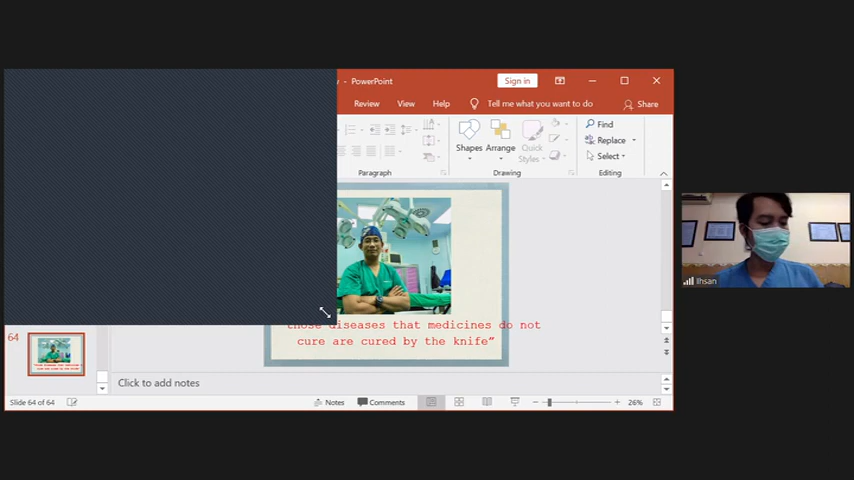 - PowerPoint
Sign in
Review View Help Tell me what you want to do Share
Shapes Arrange Quick Styles
Find
Replace
Select
Paragraph Drawing Editing
those diseases that medicines do not
cure are cured by the knife”
64
Click to add notes
Slide 64 of 64 Notes Comments 26%
Ihsan